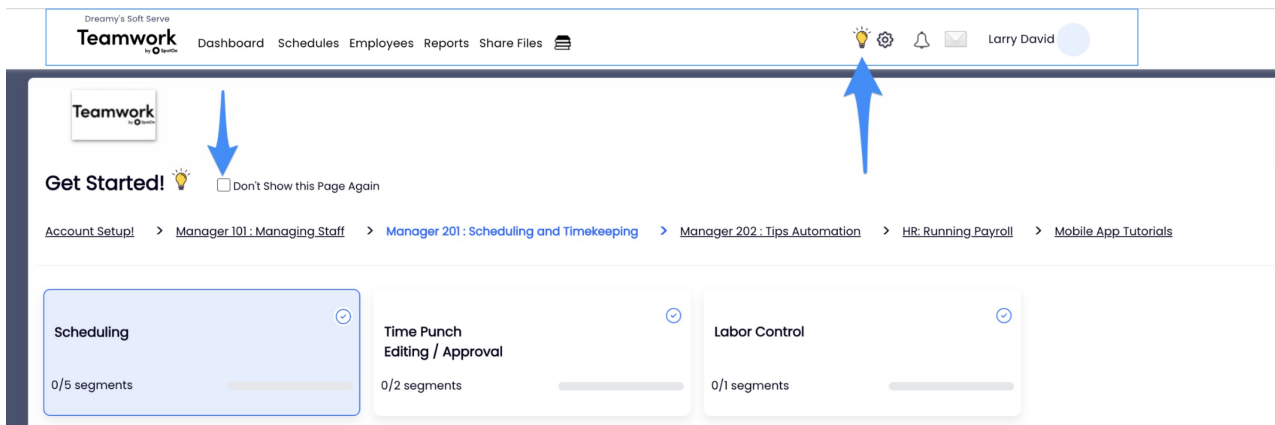 Dreamy's Soft Serve
Teamwork
by SpotOn
Dashboard Schedules Employees Reports Share Files
Larry David
Teamwork
by SpotOn
Get Started!
Don't Show this Page Again
Account Setup! > Manager 101 : Managing Staff > Manager 201 : Scheduling and Timekeeping > Manager 202 : Tips Automation > HR: Running Payroll > Mobile App Tutorials
Scheduling
0/5 segments
Time Punch
Editing / Approval
0/2 segments
Labor Control
0/1 segments